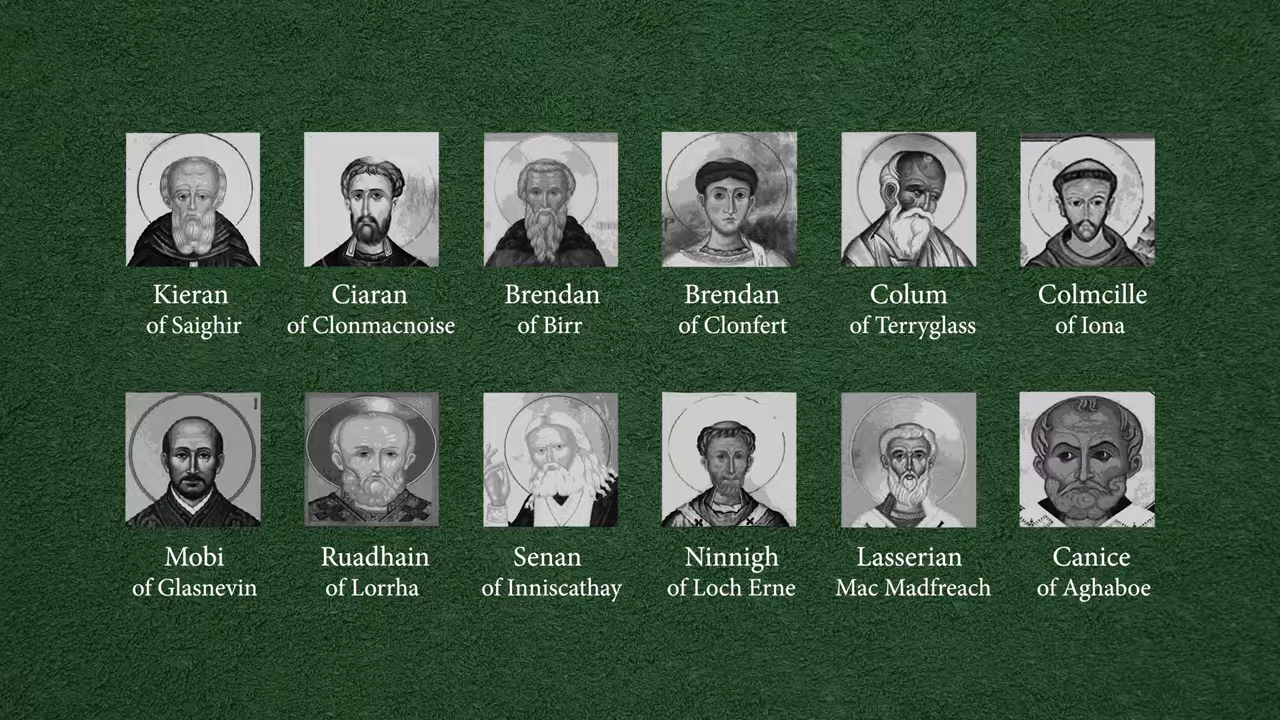 Kieran
of Saighir
Ciaran
of Clonmacnoise
Brendan
of Birr
Brendan
of Clonfert
Colum
of Terryglass
Colmcille
of Iona
Mobi
of Glasnevin
Ruadhain
of Lorrha
Senan
of Inniscathay
Ninnigh
of Loch Erne
Lasserian
Mac Madfreach
Canice
of Aghaboe